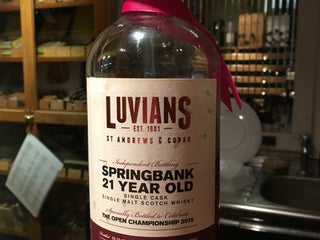 LUVIANS
EST. 1981
ST ANDREWS & CUPAR
Independent Bottling
SPRINGBANK
21 YEAR OLD
SINGLE CASK
SINGLE MALT SCOTCH WHISKY
Specially Bottled to Celebrate
THE OPEN CHAMPIONSHIP 2015